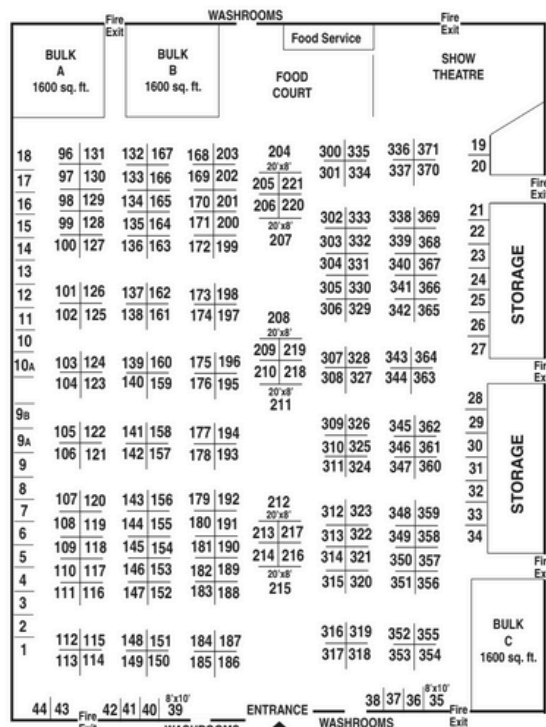 WASHROOMS
Fire Exit
Fire Exit
BULK A 1600 sq. ft.
BULK B 1600 sq. ft.
Food Service
FOOD COURT
SHOW THEATRE
18 96 131 132 167 168 203 204 300 335 336 371 19
20'x8'
17 97 130 133 166 169 202 205 221 301 334 337 370 20
Fire Exit
16 98 129 134 165 170 201 206 220 21
20'x8'
15 99 128 135 164 171 200 207 302 333 338 369 22
14 100 127 136 163 172 199 303 332 339 368 23
13 304 331 340 367 24
12 101 126 137 162 173 198 305 330 341 366 25
11 102 125 138 161 174 197 208 306 329 342 365 26
STORAGE
20'x8'
10 209 219 27
10A 103 124 139 160 175 196 210 218 307 328 343 364
Fire Exit
104 123 140 159 176 195 308 327 344 363
20'x8'
211
9B 28
9A 105 122 141 158 177 194 309 326 345 362 29
9 106 121 142 157 178 193 310 325 346 361 30
311 324 347 360 31
8 32
7 107 120 143 156 179 192 212 312 323 348 359 33
20'x8'
6 108 119 144 155 180 191 213 217 313 322 349 358 34
STORAGE
5 109 118 145 154 181 190 214 216 314 321 350 357
Fire Exit
20'x8'
4 110 117 146 153 182 189 215 315 320 351 356
3 111 116 147 152 183 188
2
1 112 115 148 151 184 187 316 319 352 355
113 114 149 150 185 186 317 318 353 354
BULK C 1600 sq. ft.
8'x10' 8'x10'
44 43 Fire Exit 42 41 40 39 ENTRANCE 38 37 36 35 Fire Exit
WASHROOMS WASHROOMS